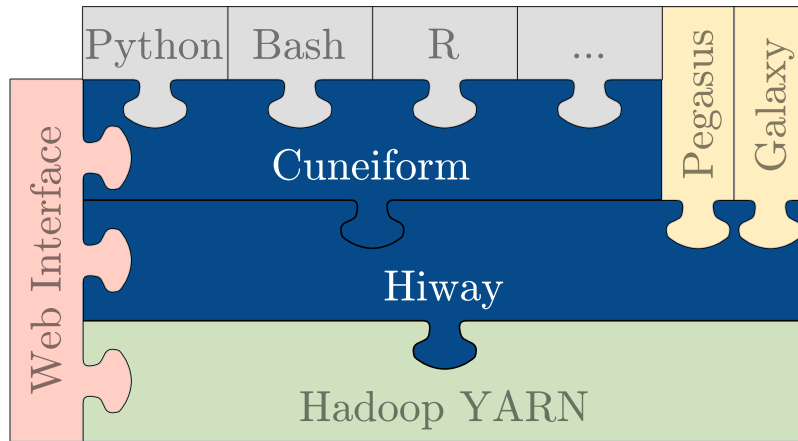 Python
Bash
R
...
Pegasus
Galaxy
Web Interface
Cuneiform
Hiway
Hadoop YARN